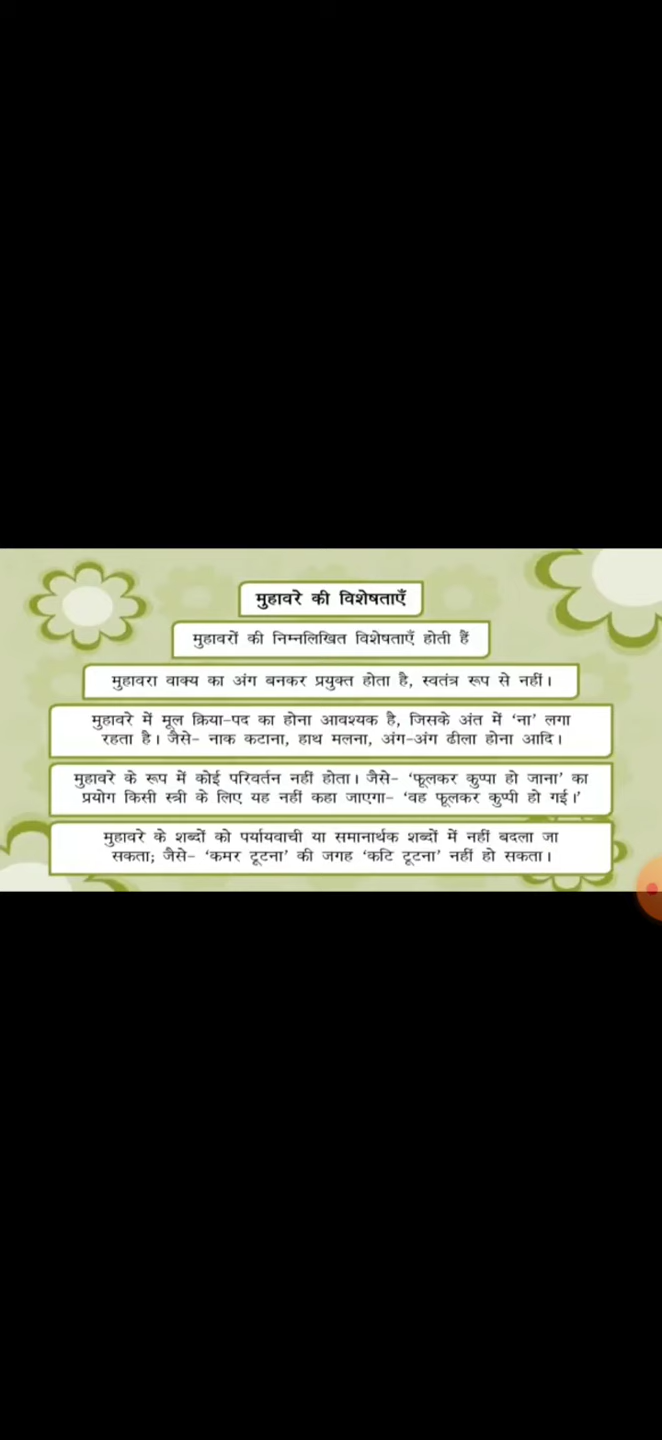 मुहावरे की विशेषताएँ
मुहावरों की निम्नलिखित विशेषताएँ होती हैं
मुहावरा वाक्य का अंग बनकर प्रयुक्त होता है, स्वतंत्र रूप से नहीं।
मुहावरे में मूल क्रिया-पद का होना आवश्यक है, जिसके अंत में ‘ना’ लगा
रहता है। जैसे- नाक कटाना, हाथ मलना, अंग-अंग ढीला होना आदि।
मुहावरे के रूप में कोई परिवर्तन नहीं होता। जैसे- ‘फूलकर कुप्पा हो जाना’ का
प्रयोग किसी स्त्री के लिए यह नहीं कहा जाएगा- ‘वह फूलकर कुप्पी हो गई।’
मुहावरे के शब्दों को पर्यायवाची या समानार्थक शब्दों में नहीं बदला जा
सकता; जैसे- ‘कमर टूटना’ की जगह ‘कटि टूटना’ नहीं हो सकता।